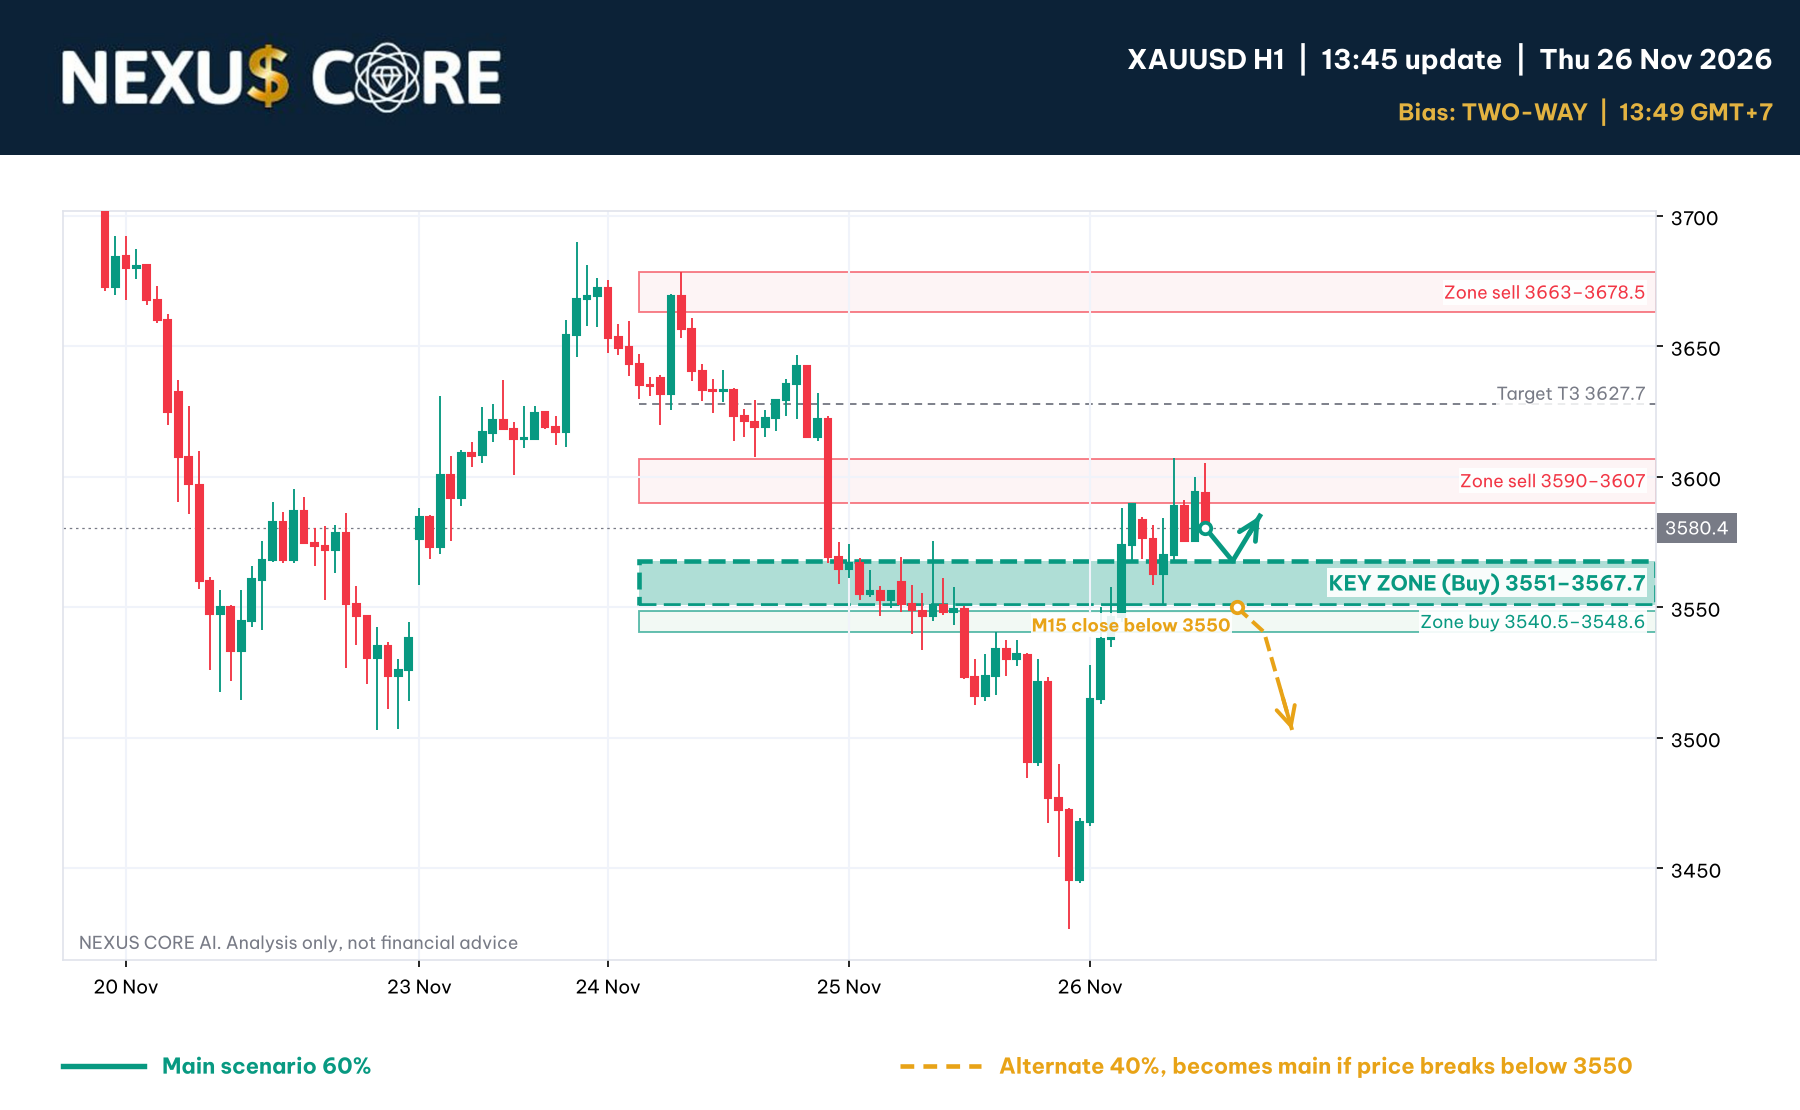 NEXU$ CORE
XAUUSD H1 | 13:45 update | Thu 26 Nov 2026
Bias: TWO-WAY | 13:49 GMT+7
3700
Zone sell 3663–3678.5
3650
Target T3 3627.7
3600
Zone sell 3590–3607
3580.4
KEY ZONE (Buy) 3551–3567.7
3550
M15 close below 3550
Zone buy 3540.5–3548.6
3500
3450
NEXUS CORE AI. Analysis only, not financial advice
20 Nov
23 Nov
24 Nov
25 Nov
26 Nov
Main scenario 60%
Alternate 40%, becomes main if price breaks below 3550